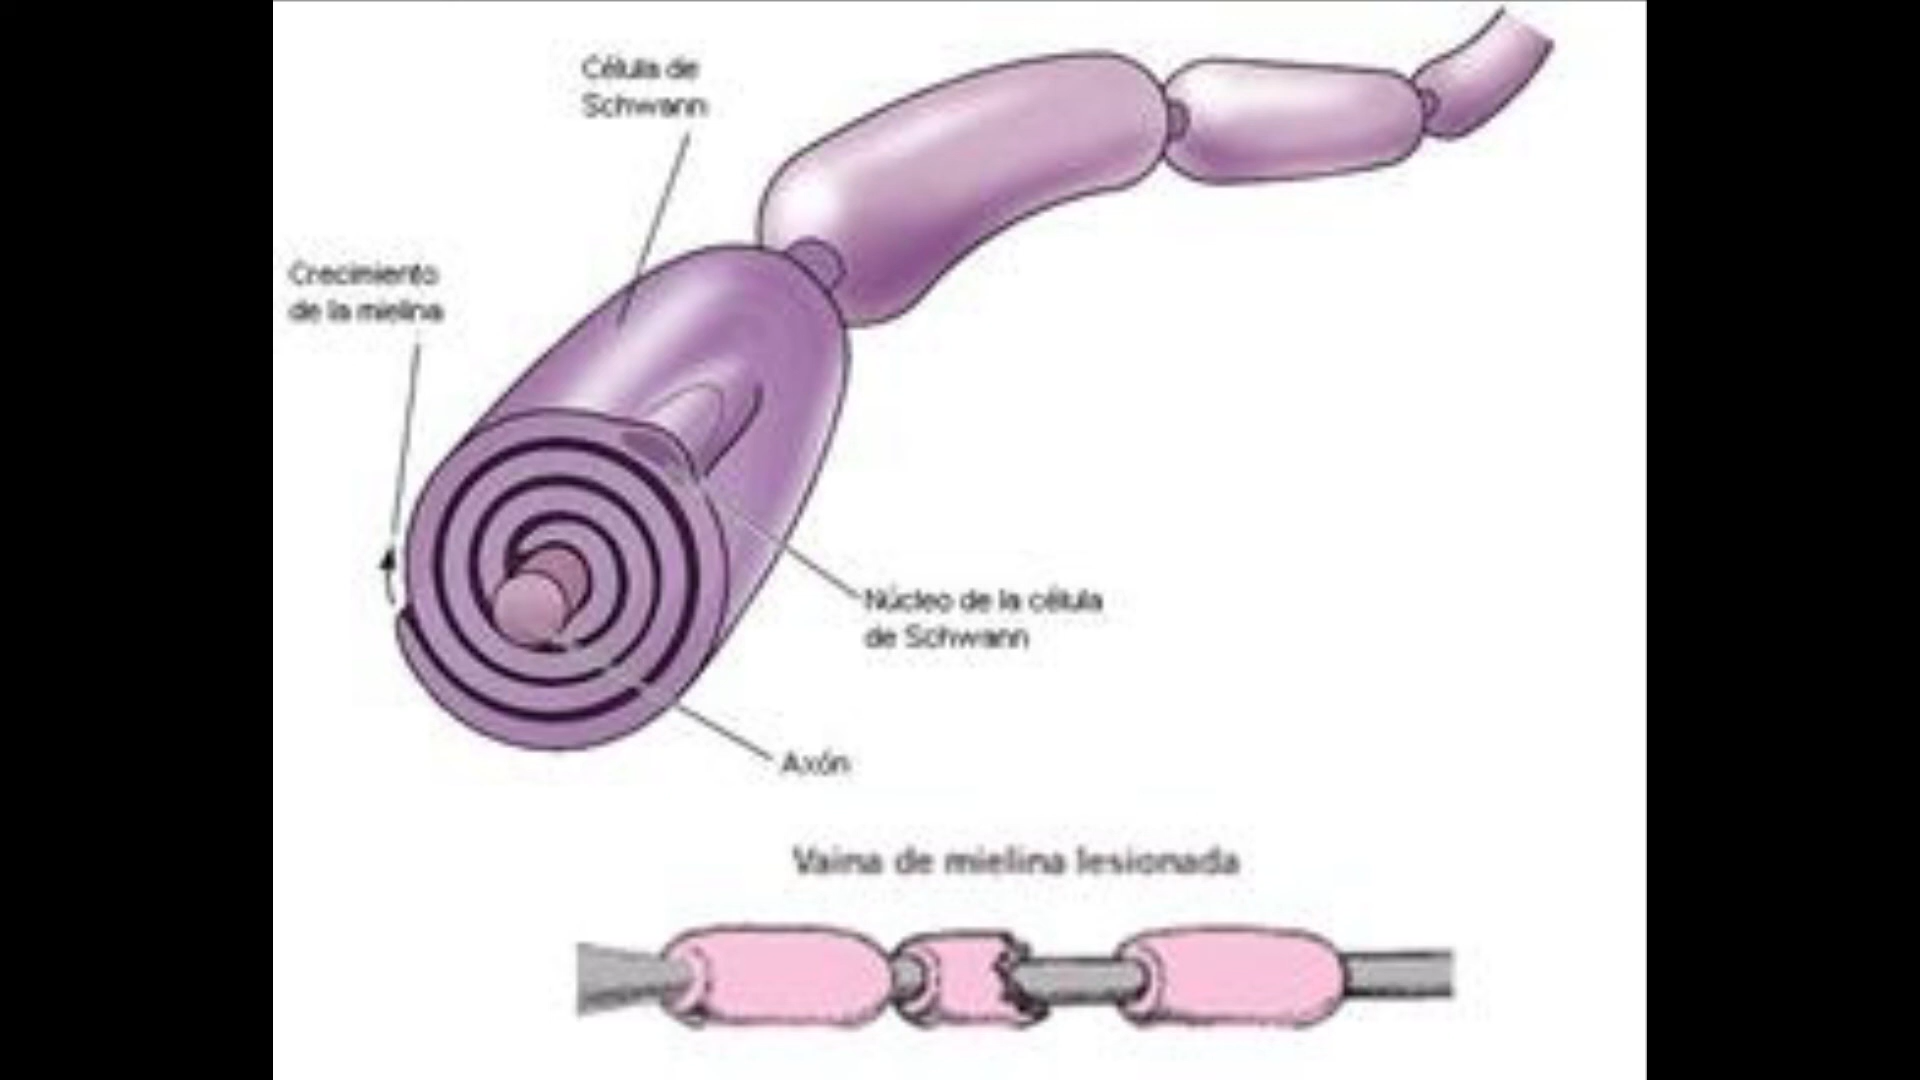 Célula de
Schwann
Crecimiento
de la mielina
Núcleo de la célula
de Schwann
Axón
Vaina de mielina lesionada